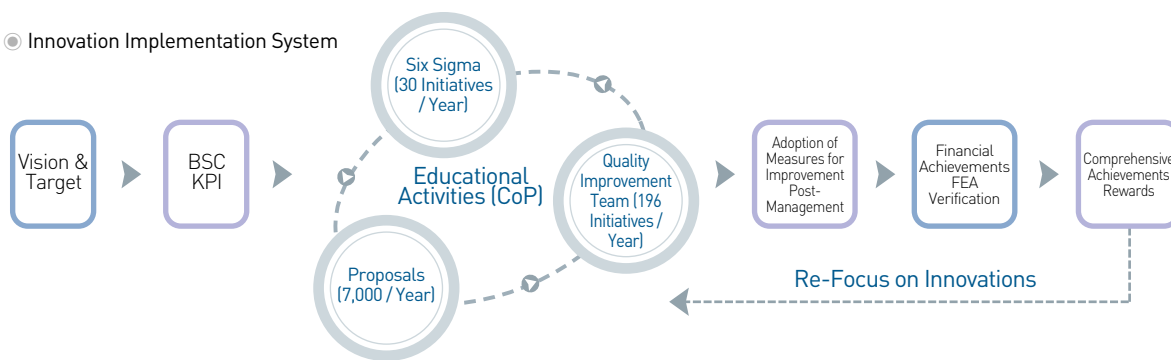 Innovation Implementation System
Vision &
Target
BSC
KPI
Six Sigma
(30 Initiatives
/ Year)
Educational
Activities (CoP)
Proposals
(7,000 / Year)
Quality
Improvement
Team (196
Initiatives /
Year)
Adoption of
Measures for
Improvement
Post-
Management
Financial
Achievements
FEA
Verification
Comprehensive
Achievements
Rewards
Re-Focus on Innovations